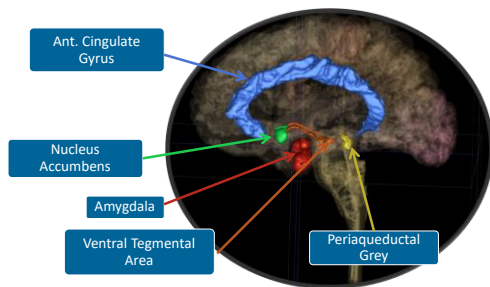 Ant. Cingulate
Gyrus
Nucleus
Accumbens
Amygdala
Ventral Tegmental
Area
Periaqueductal
Grey